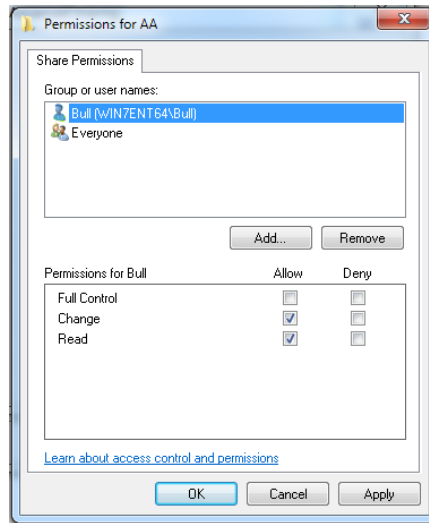 Permissions for AA
Share Permissions
Group or user names:
Bull (WIN7ENT64\Bull)
Everyone
Add... Remove
Permissions for Bull Allow Deny
Full Control
Change
Read
Learn about access control and permissions
OK Cancel Apply